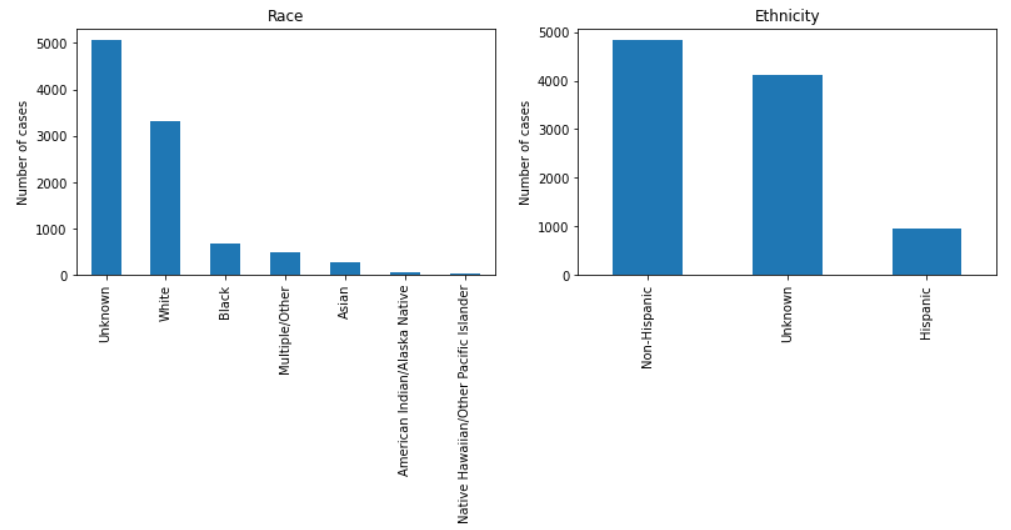 Race
Number of cases
5000
4000
3000
2000
1000
0
Unknown
White
Black
Multiple/Other
Asian
American Indian/Alaska Native
Native Hawaiian/Other Pacific Islander
Ethnicity
Number of cases
5000
4000
3000
2000
1000
0
Non-Hispanic
Unknown
Hispanic